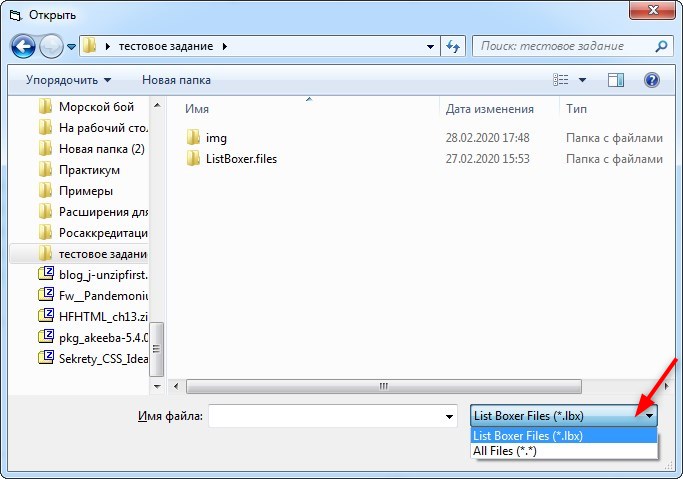 Открыть
тестовое задание
Поиск: тестовое задание
Упорядочить
Новая папка
Морской бой
На рабочий сто.
Новая папка (2)
Практикум
Примеры
Расширения для
Росаккредитаци
тестовое задани
blog_j-unzipfirst.
Fw__Pandemoniu
HFHTML_ch13.zi
pkg_akeeba-5.4.0
Sekrety_CSS_Idea
Имя
Дата изменения
Тип
img
28.02.2020 17:48
Папка с файлами
ListBoxer.files
27.02.2020 15:53
Папка с файлами
Имя файла:
List Boxer Files (*.lbx)
List Boxer Files (*.lbx)
All Files (*.*)